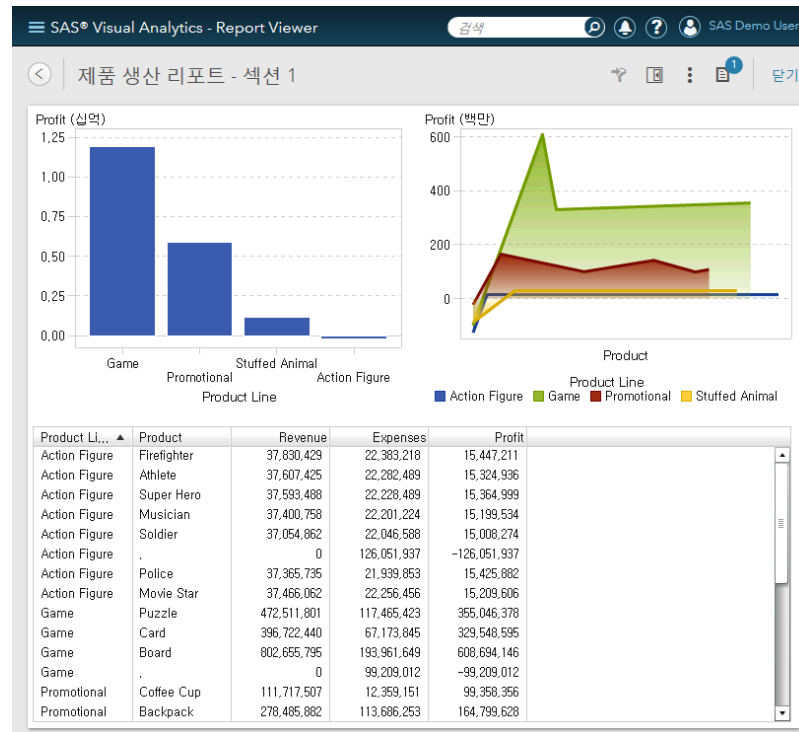 SAS® Visual Analytics - Report Viewer 검색 ? SAS Demo User
제품 생산 리포트 - 섹션 1 1 닫기
Profit (십억)
1,25
1,00
0,75
0,50
0,25
0,00
Game Stuffed Animal
Promotional Action Figure
Product Line
Profit (백만)
600
400
200
0
Product
Product Line
Action Figure Game Promotional Stuffed Animal
Product Li... ▲ Product Revenue Expenses Profit
Action Figure Firefighter 37,830,429 22,383,218 15,447,211
Action Figure Athlete 37,607,425 22,282,489 15,324,936
Action Figure Super Hero 37,593,488 22,228,489 15,364,999
Action Figure Musician 37,400,758 22,201,224 15,199,534
Action Figure Soldier 37,054,862 22,046,588 15,008,274
Action Figure . 0 126,051,937 -126,051,937
Action Figure Police 37,365,735 21,939,853 15,425,882
Action Figure Movie Star 37,466,062 22,256,456 15,209,606
Game Puzzle 472,511,801 117,465,423 355,046,378
Game Card 396,722,440 67,173,845 329,548,595
Game Board 802,655,795 193,961,649 608,694,146
Game . 0 99,209,012 -99,209,012
Promotional Coffee Cup 111,717,507 12,359,151 99,358,356
Promotional Backpack 278,485,882 113,686,253 164,799,628